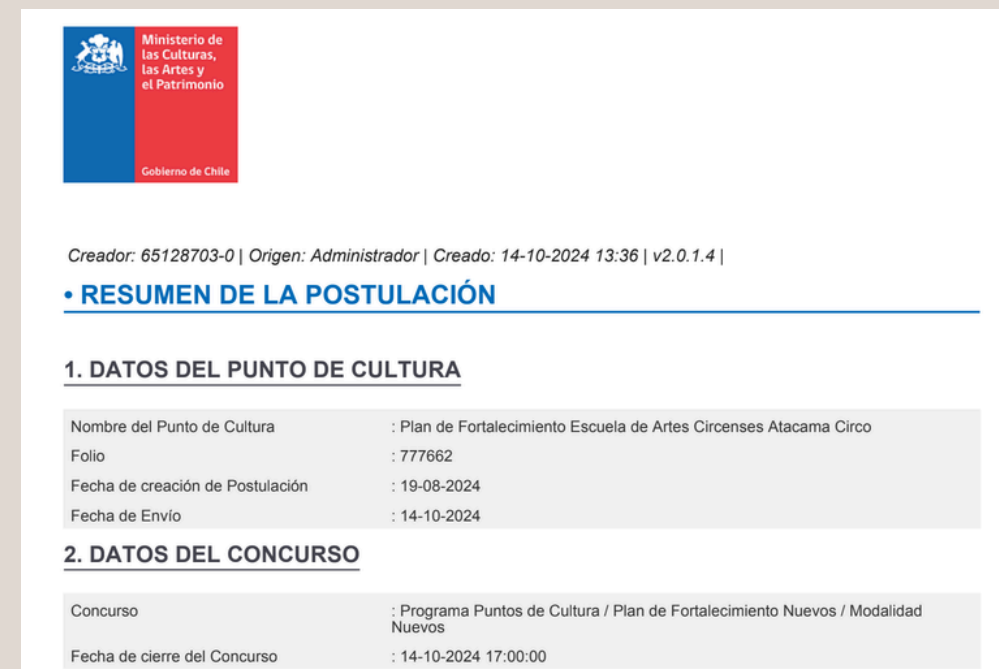 Ministerio de
las Culturas,
las Artes y
el Patrimonio
Gobierno de Chile
Creador: 65128703-0 | Origen: Administrador | Creado: 14-10-2024 13:36 | v2.0.1.4 |
• RESUMEN DE LA POSTULACIÓN
1. DATOS DEL PUNTO DE CULTURA
Nombre del Punto de Cultura : Plan de Fortalecimiento Escuela de Artes Circenses Atacama Circo
Folio : 777662
Fecha de creación de Postulación : 19-08-2024
Fecha de Envío : 14-10-2024
2. DATOS DEL CONCURSO
Concurso : Programa Puntos de Cultura / Plan de Fortalecimiento Nuevos / Modalidad
Nuevos
Fecha de cierre del Concurso : 14-10-2024 17:00:00